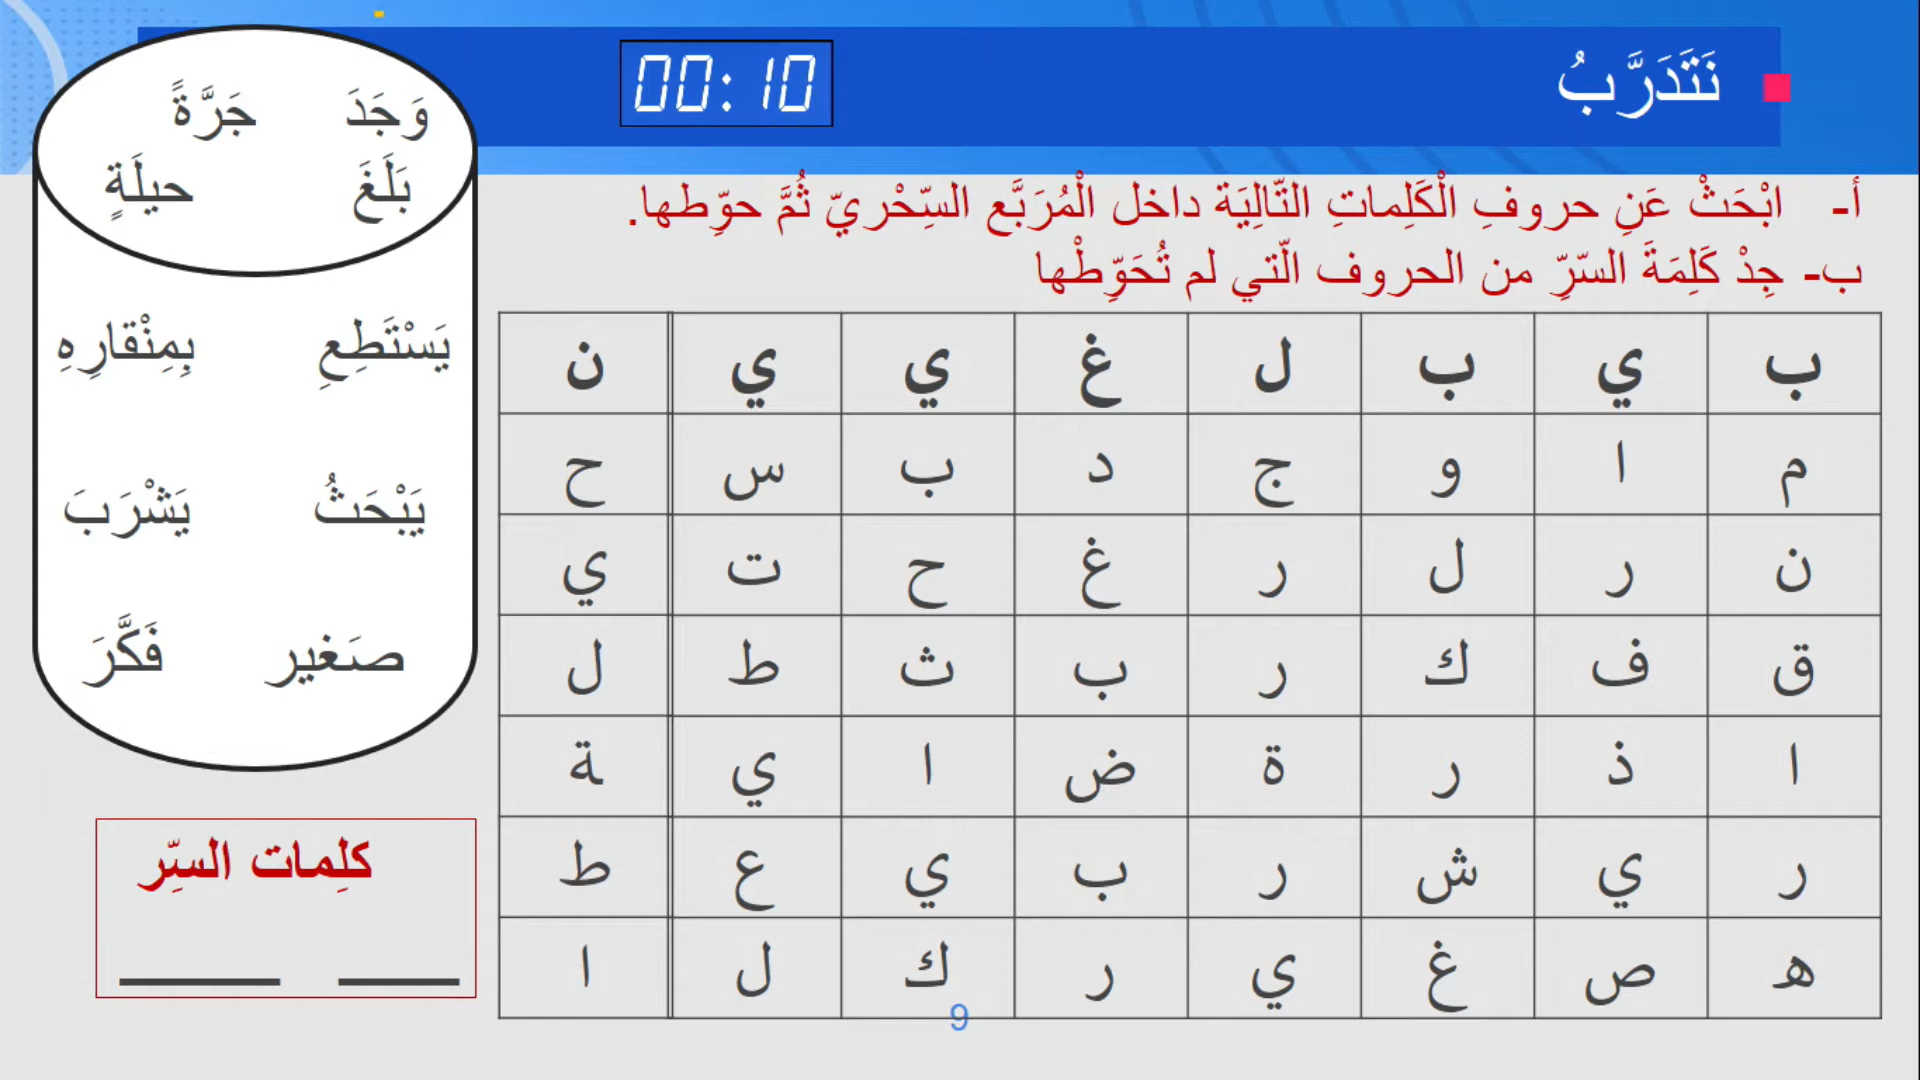 نَتَدَرَّبُ
00:10
أ- ابْحَثْ عَنِ حروفِ الْكَلِماتِ التّالِيَة داخل الْمُرَبَّع السِّحْريّ ثُمَّ حوِّطها.
ب- جِدْ كَلِمَةَ السّرِّ من الحروف الّتي لم تُحَوِّطْها
وَجَدَ جَرَّةً
بَلَغَ حيلَةٍ
يَسْتَطِعِ بِمِنْقارِهِ
يَبْحَثُ يَشْرَبَ
صَغير فَكَّرَ
ب ي ب ل غ ي ي ن
م ا و ج د ب س ح
ن ر ل ر غ ح ت ي
ق ف ك ر ب ث ط ل
ا ذ ر ة ض ا ي ة
ر ي ش ر ب ي ع ط
ه ص غ ي ر ك ل ا
كلِمات السِّر
9